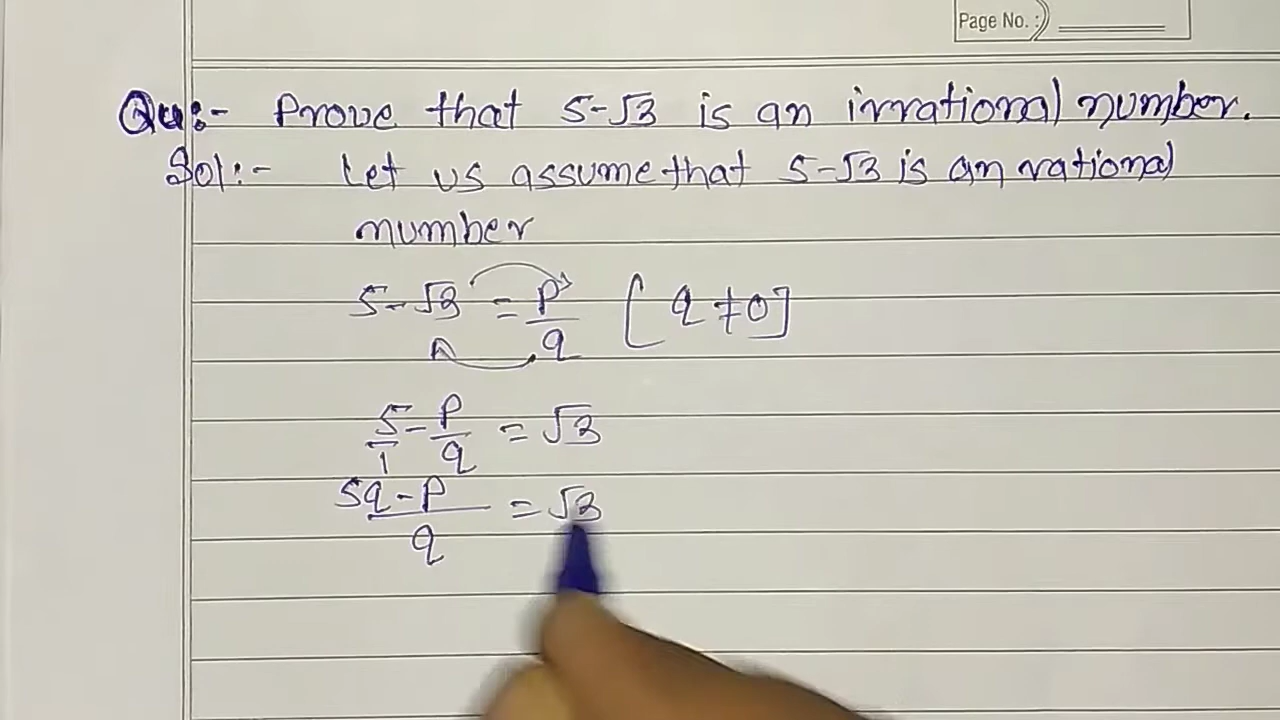 Page No. :
Qu:- Prove that 5-√3 is an irrational number.
Sol:- Let us assume that 5-√3 is an rational
number
5-√3 = p/q [q ≠ 0]
5/1 - p/q = √3
5q - p / q = √3